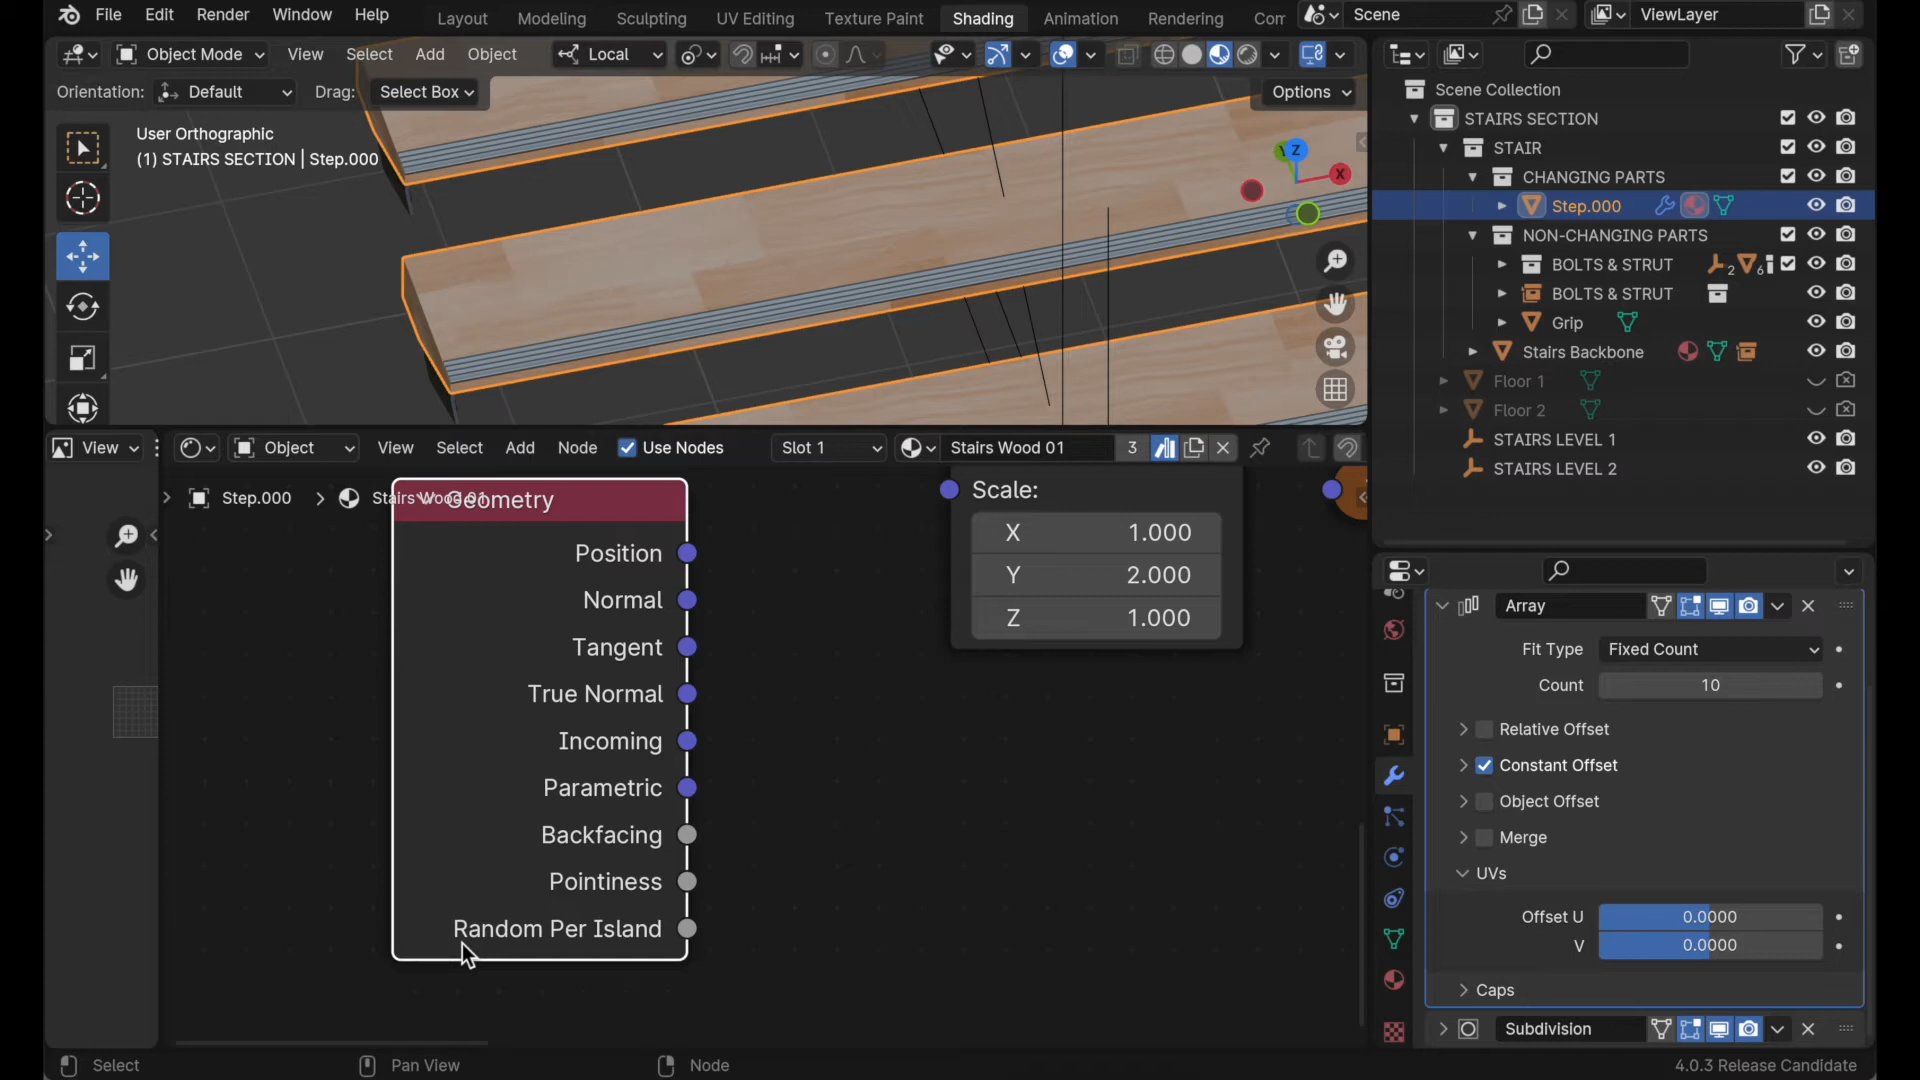 File Edit Render Window Help
Layout Modeling Sculpting UV Editing Texture Paint Shading Animation Rendering Com
Scene
ViewLayer
Object Mode View Select Add Object Local
Orientation: Default Drag: Select Box
Options
User Orthographic
(1) STAIRS SECTION | Step.000
Z
X
Y
Scene Collection
STAIRS SECTION
STAIR
CHANGING PARTS
Step.000
NON-CHANGING PARTS
BOLTS & STRUT 2 6
BOLTS & STRUT
Grip
Stairs Backbone
Floor 1
Floor 2
STAIRS LEVEL 1
STAIRS LEVEL 2
View
Object View Select Add Node Use Nodes Slot 1 Stairs Wood 01 3
Step.000 > Stairs Wood 01
Geometry
Position
Normal
Tangent
True Normal
Incoming
Parametric
Backfacing
Pointiness
Random Per Island
Scale:
X 1.000
Y 2.000
Z 1.000
Array
Fit Type Fixed Count
Count 10
Relative Offset
Constant Offset
Object Offset
Merge
UVs
Offset U 0.0000
V 0.0000
Caps
Subdivision
Select Pan View Node 4.0.3 Release Candidate